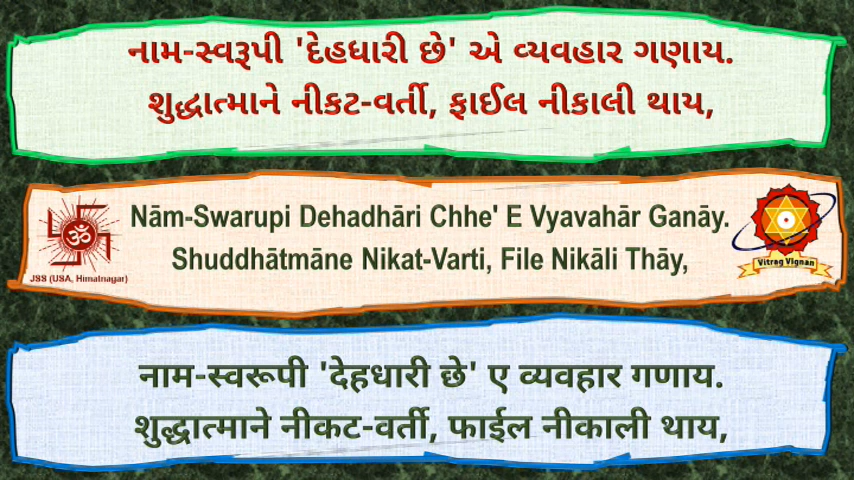 નામ-સ્વરૂપી 'દેહધારી છે' એ વ્યવહાર ગણાય.
શુદ્ધાત્માને નીકટ-વર્તી, ફાઈલ નીકાલી થાય,
Nām-Swarupi Dehadhāri Chhe' E Vyavahār Ganāy.
Shuddhātmāne Nikat-Varti, File Nikāli Thāy,
ॐ
JSS (USA, Himatnagar)
Vitrag Vignan
नाम-स्वरूपी 'देहधारी छे' ए व्यवहार गणाय.
शुद्धात्माने नीकट-वर्ती, फाईल नीकाली थाय,